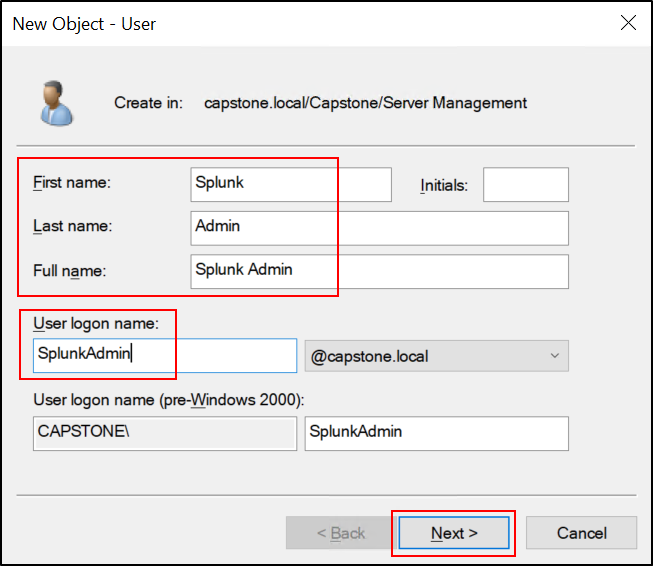 New Object - User
Create in: capstone.local/Capstone/Server Management
First name: Splunk Initials:
Last name: Admin
Full name: Splunk Admin
User logon name:
SplunkAdmin @capstone.local
User logon name (pre-Windows 2000):
CAPSTONE\ SplunkAdmin
< Back Next > Cancel